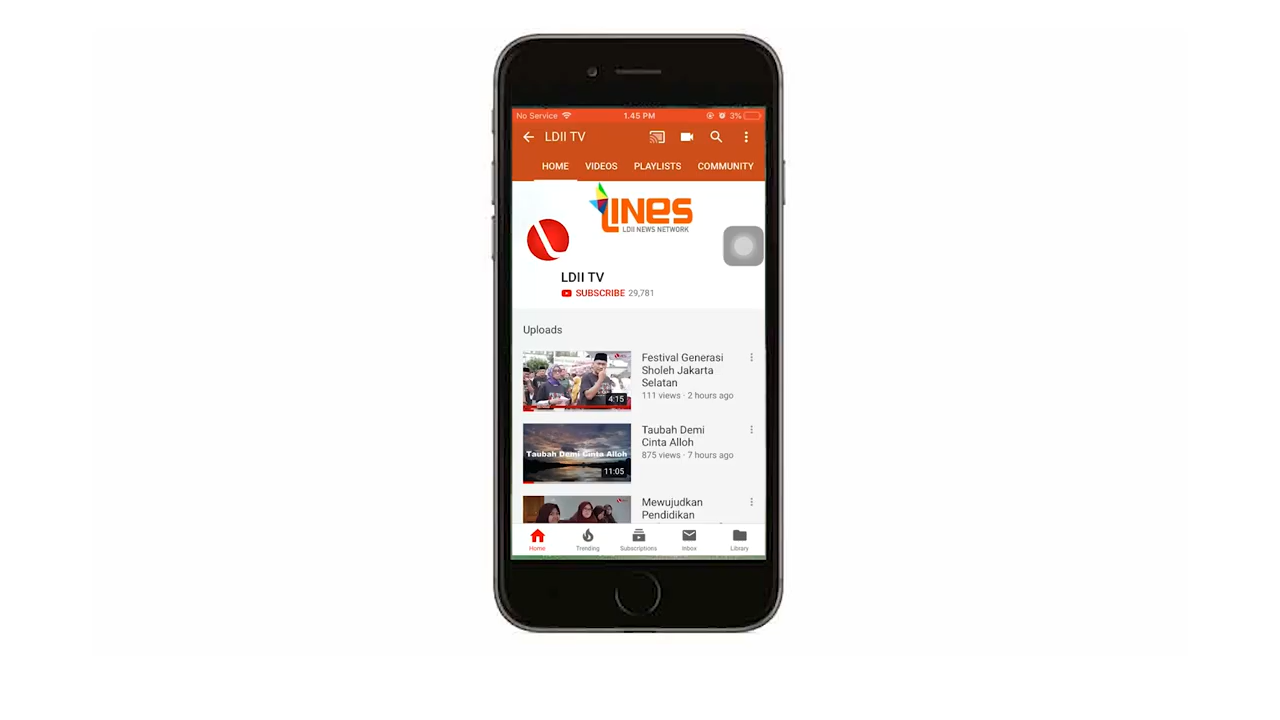 No Service 1.45 PM 3%
LDII TV
HOME VIDEOS PLAYLISTS COMMUNITY
LINES
LDII NEWS NETWORK
LDII TV
SUBSCRIBE 29,781
Uploads
Festival Generasi
Sholeh Jakarta
Selatan
111 views · 2 hours ago
4:15
Taubah Demi
Cinta Alloh
875 views · 7 hours ago
Taubah Demi Cinta Alloh
11:05
Mewujudkan
Pendidikan
Home Trending Subscriptions Inbox Library